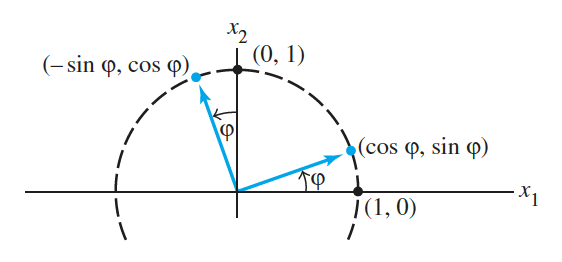 x₂
(0, 1)
(– sin φ, cos φ)
φ
(cos φ, sin φ)
φ
x₁
(1, 0)